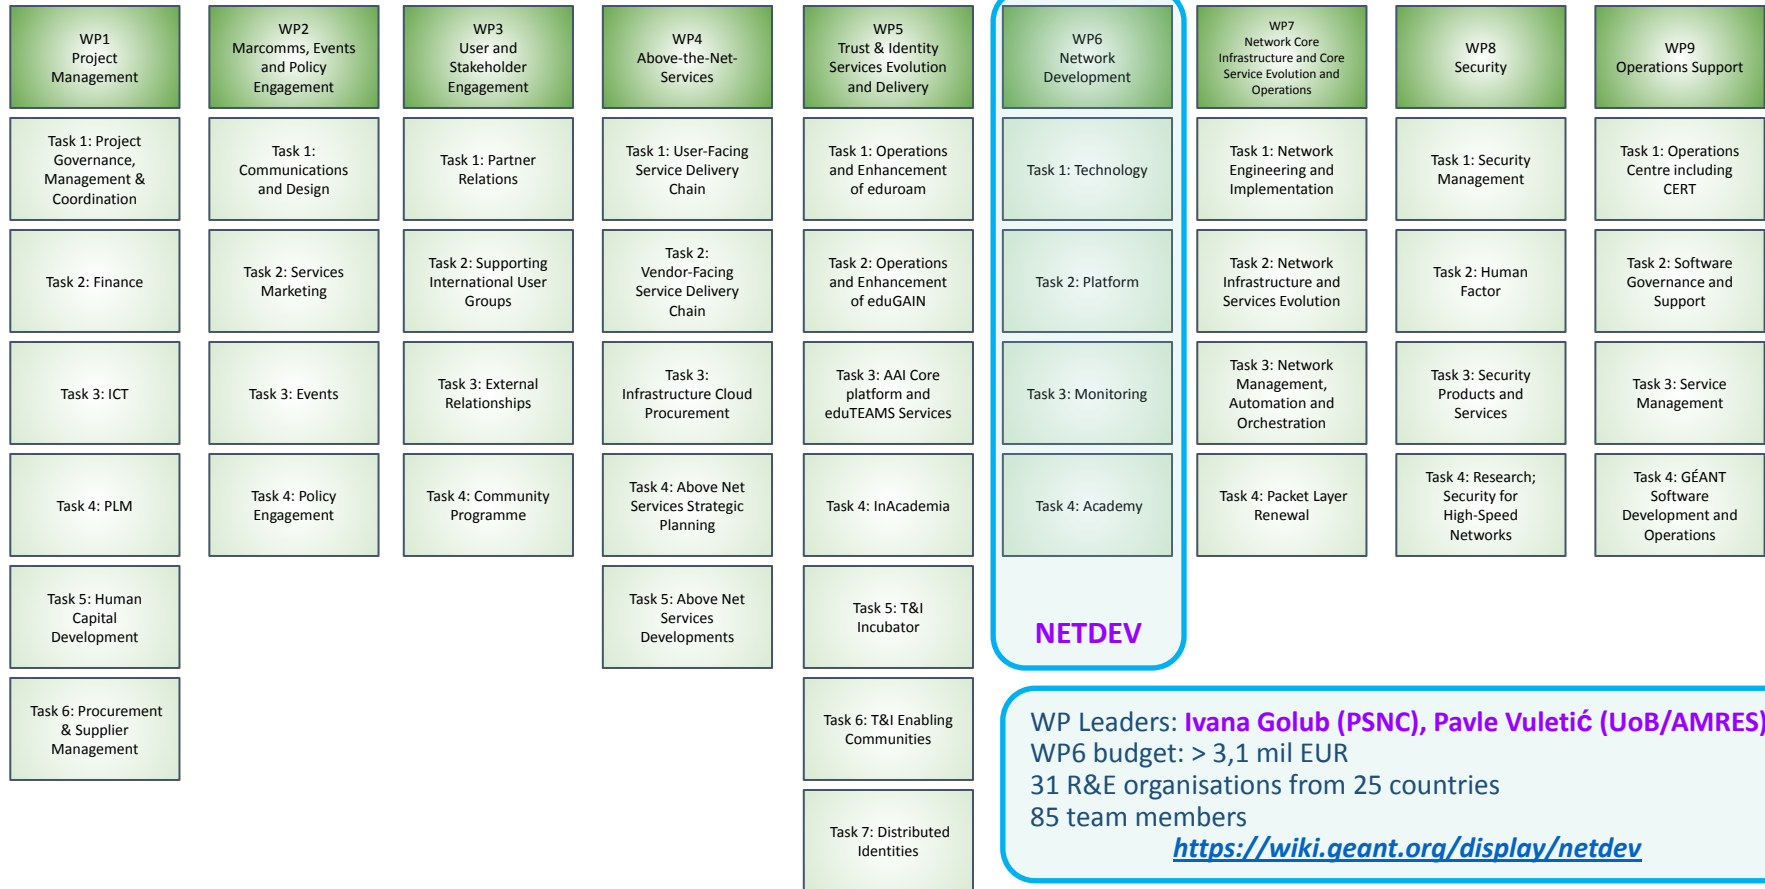 WP1
Project
Management
Task 1: Project
Governance,
Management &
Coordination
Task 2: Finance
Task 3: ICT
Task 4: PLM
Task 5: Human
Capital
Development
Task 6: Procurement
& Supplier
Management
WP2
Marcomms, Events
and Policy
Engagement
Task 1:
Communications
and Design
Task 2: Services
Marketing
Task 3: Events
Task 4: Policy
Engagement
WP3
User and
Stakeholder
Engagement
Task 1: Partner
Relations
Task 2: Supporting
International User
Groups
Task 3: External
Relationships
Task 4: Community
Programme
WP4
Above-the-Net-
Services
Task 1: User-Facing
Service Delivery
Chain
Task 2:
Vendor-Facing
Service Delivery
Chain
Task 3:
Infrastructure Cloud
Procurement
Task 4: Above Net
Services Strategic
Planning
Task 5: Above Net
Services
Developments
WP5
Trust & Identity
Services Evolution
and Delivery
Task 1: Operations
and Enhancement
of eduroam
Task 2: Operations
and Enhancement
of eduGAIN
Task 3: AAI Core
platform and
eduTEAMS Services
Task 4: InAcademia
Task 5: T&I
Incubator
Task 6: T&I Enabling
Communities
Task 7: Distributed
Identities
WP6
Network
Development
Task 1: Technology
Task 2: Platform
Task 3: Monitoring
Task 4: Academy
NETDEV
WP7
Network Core
Infrastructure and Core
Service Evolution and
Operations
Task 1: Network
Engineering and
Implementation
Task 2: Network
Infrastructure and
Services Evolution
Task 3: Network
Management,
Automation and
Orchestration
Task 4: Packet Layer
Renewal
WP8
Security
Task 1: Security
Management
Task 2: Human
Factor
Task 3: Security
Products and
Services
Task 4: Research;
Security for
High-Speed
Networks
WP9
Operations Support
Task 1: Operations
Centre including
CERT
Task 2: Software
Governance and
Support
Task 3: Service
Management
Task 4: GÉANT
Software
Development and
Operations
WP Leaders: Ivana Golub (PSNC), Pavle Vuletić (UoB/AMRES)
WP6 budget: > 3,1 mil EUR
31 R&E organisations from 25 countries
85 team members
https://wiki.geant.org/display/netdev